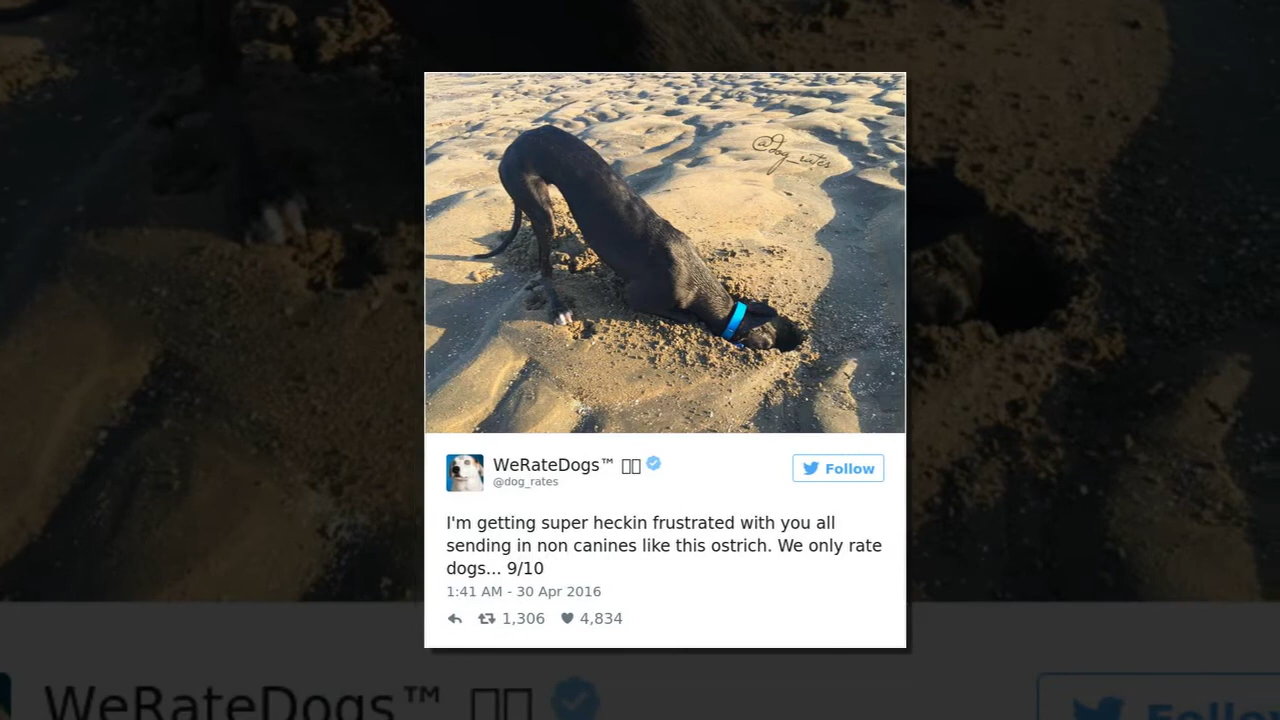 @dog_rates
WeRateDogs™
@dog_rates
Follow
I'm getting super heckin frustrated with you all
sending in non canines like this ostrich. We only rate
dogs... 9/10
1:41 AM - 30 Apr 2016
1,306 4,834
WeRateDogs™
Follow